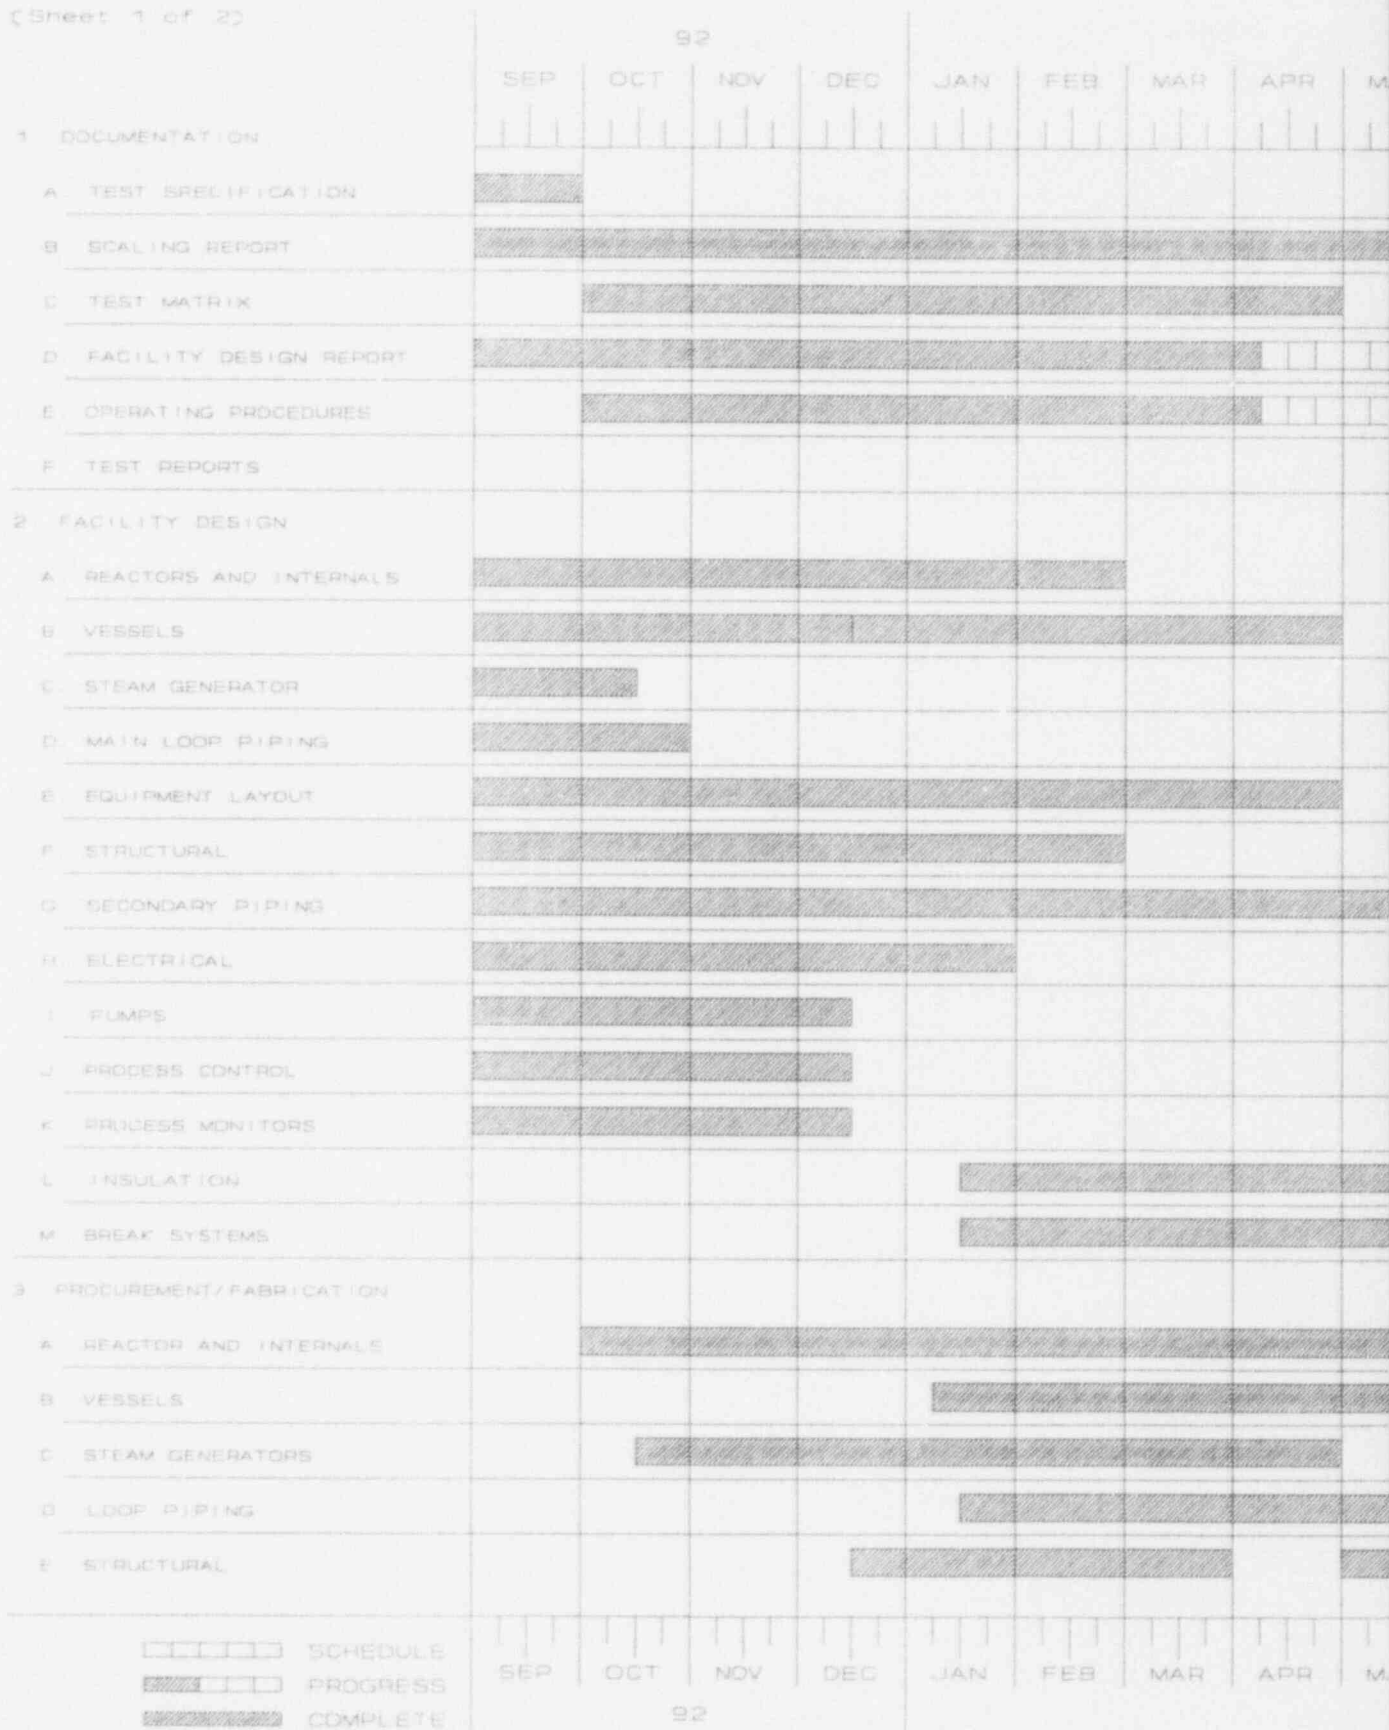 (Sheet 1 of 2)
92
SEP OCT NOV DEC JAN FEB MAR APR M
1 DOCUMENTATION
A. TEST SPECIFICATION
B SCALING REPORT
C TEST MATRIX
D. FACILITY DESIGN REPORT
E. OPERATING PROCEDURES
F TEST REPORTS
2 FACILITY DESIGN
A REACTORS AND INTERNALS
B VESSELS
C. STEAM GENERATOR
D. MAIN LOOP PIPING
E EQUIPMENT LAYOUT
F STRUCTURAL
G SECONDARY PIPING
H. ELECTRICAL
I PUMPS
J PROCESS CONTROL
K PROCESS MONITORS
L INSULATION
M BREAK SYSTEMS
3 PROCUREMENT/FABRICATION
A REACTOR AND INTERNALS
B VESSELS
C STEAM GENERATORS
D LOOP PIPING
E STRUCTURAL
SCHEDULE
PROGRESS
COMPLETE
SEP OCT NOV DEC JAN FEB MAR APR M
92